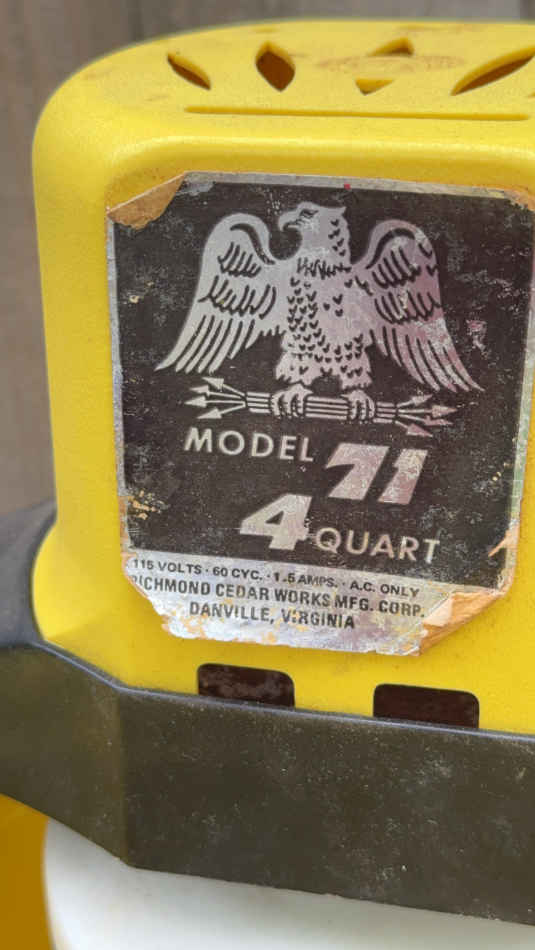 MODEL 71
4 QUART
115 VOLTS · 60 CYC. · 1.5 AMPS. · A.C. ONLY
RICHMOND CEDAR WORKS MFG. CORP.
DANVILLE, VIRGINIA